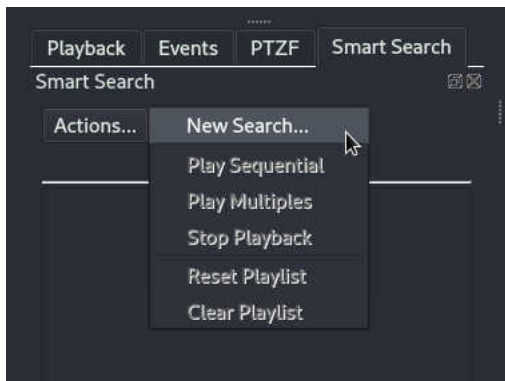 Playback Events PTZF Smart Search
Smart Search
Actions... New Search...
Play Sequential
Play Multiples
Stop Playback
Reset Playlist
Clear Playlist